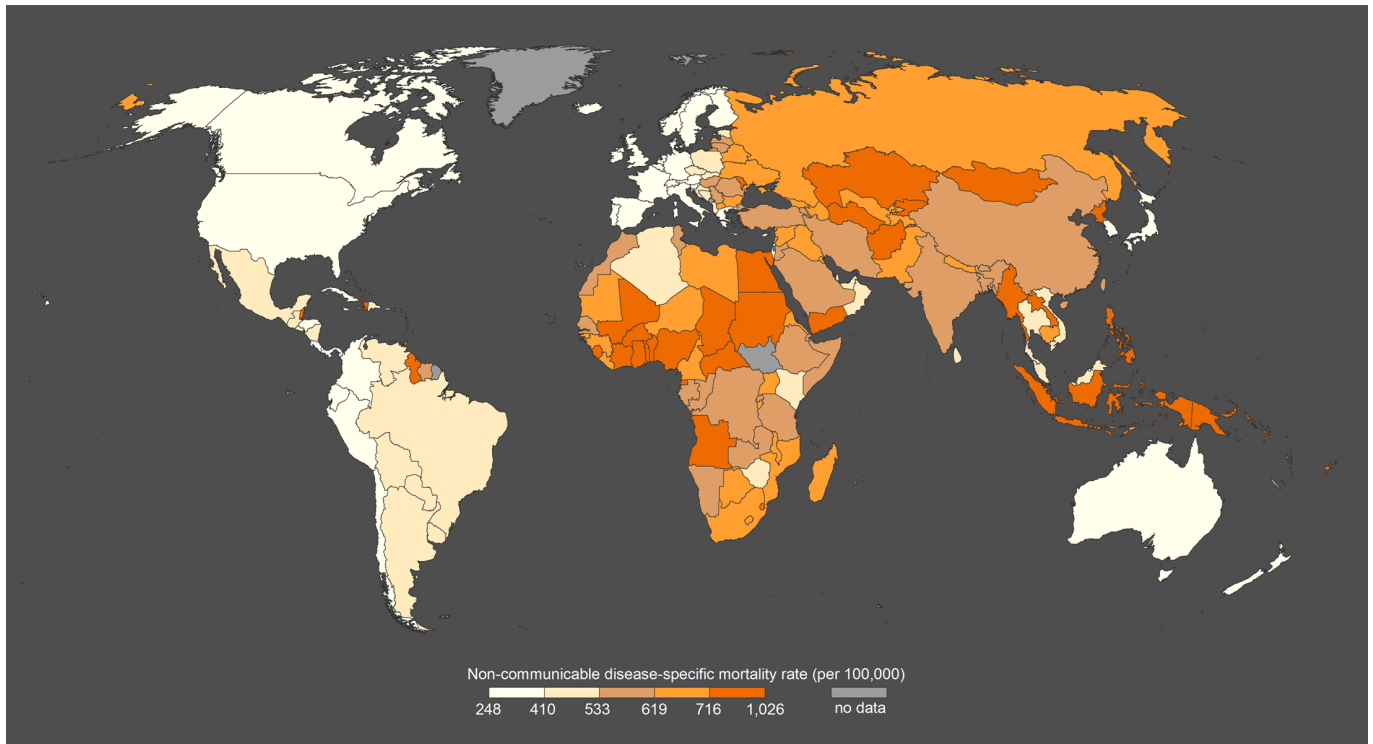 Non-communicable disease-specific mortality rate (per 100,000)
248 410 533 619 716 1,026 no data